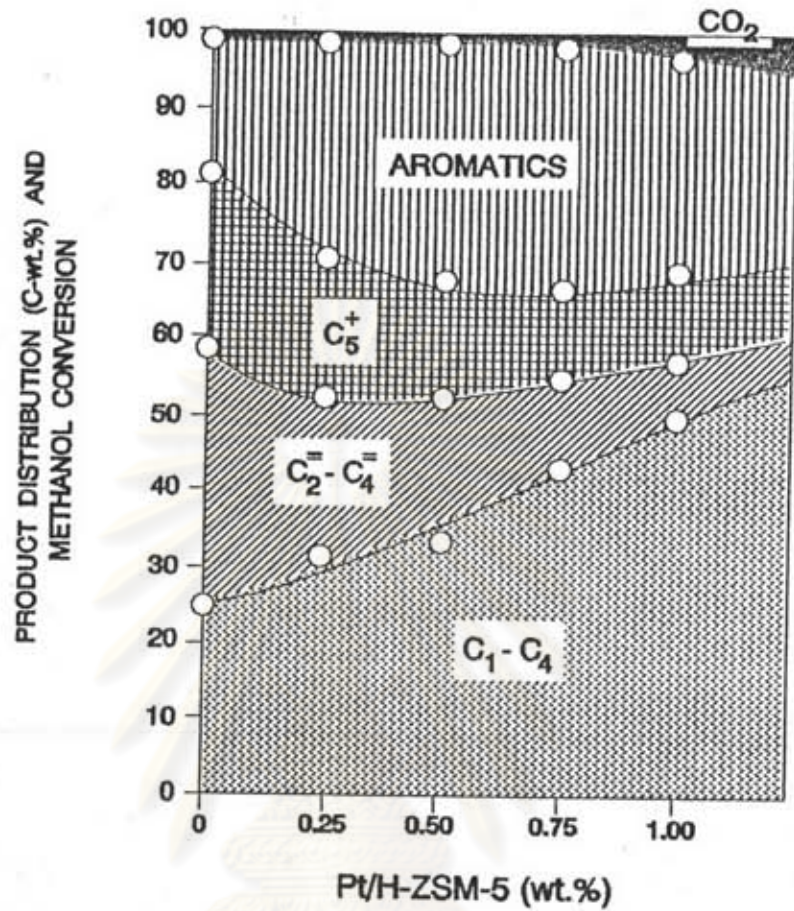 PRODUCT DISTRIBUTION (C-wt.%) AND
METHANOL CONVERSION
100
90
80
70
60
50
40
30
20
10
0
CO₂
AROMATICS
C₅⁺
C₂⁼ - C₄⁼
C₁ - C₄
0
0.25
0.50
0.75
1.00
Pt/H-ZSM-5 (wt.%)